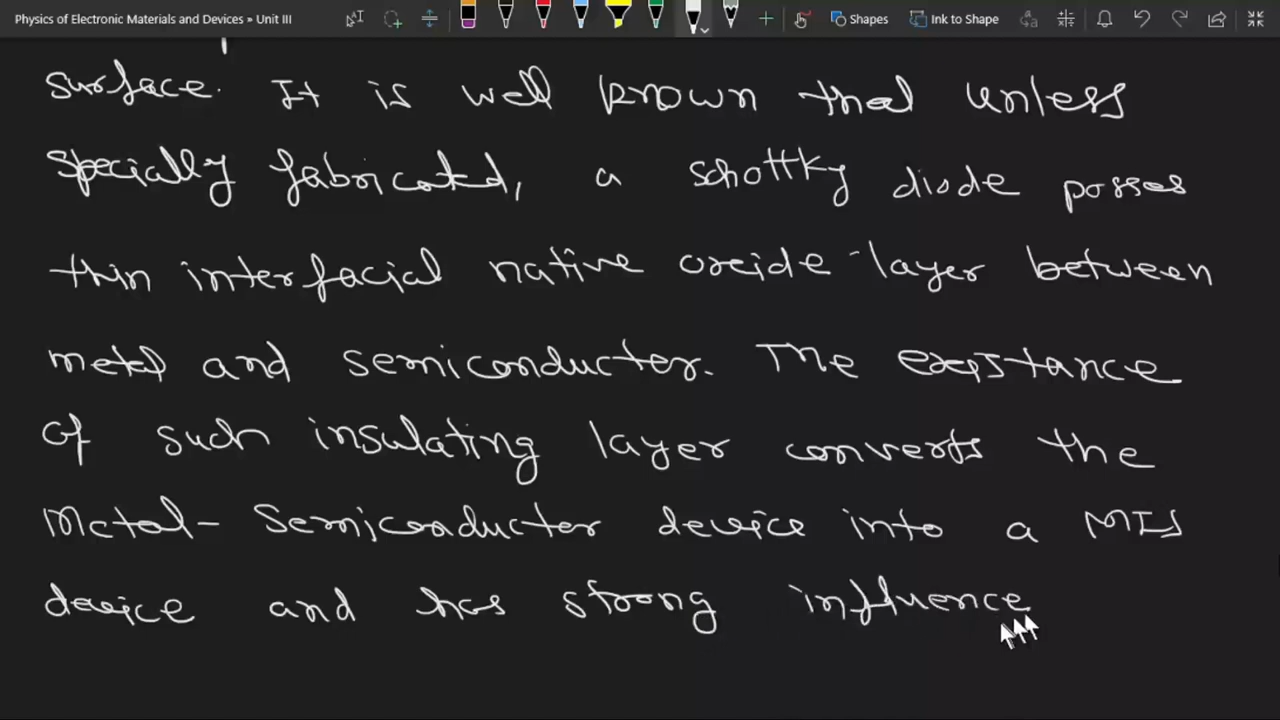 Physics of Electronic Materials and Devices » Unit III
Shapes
Ink to Shape
surface. It is well known that unless
specially fabricated, a schottky diode posses
thin interfacial native oxide layer between
metal and semiconductor. The existance
of such insulating layer converts the
Metal-Semiconductor device into a MIS
device and has strong influence